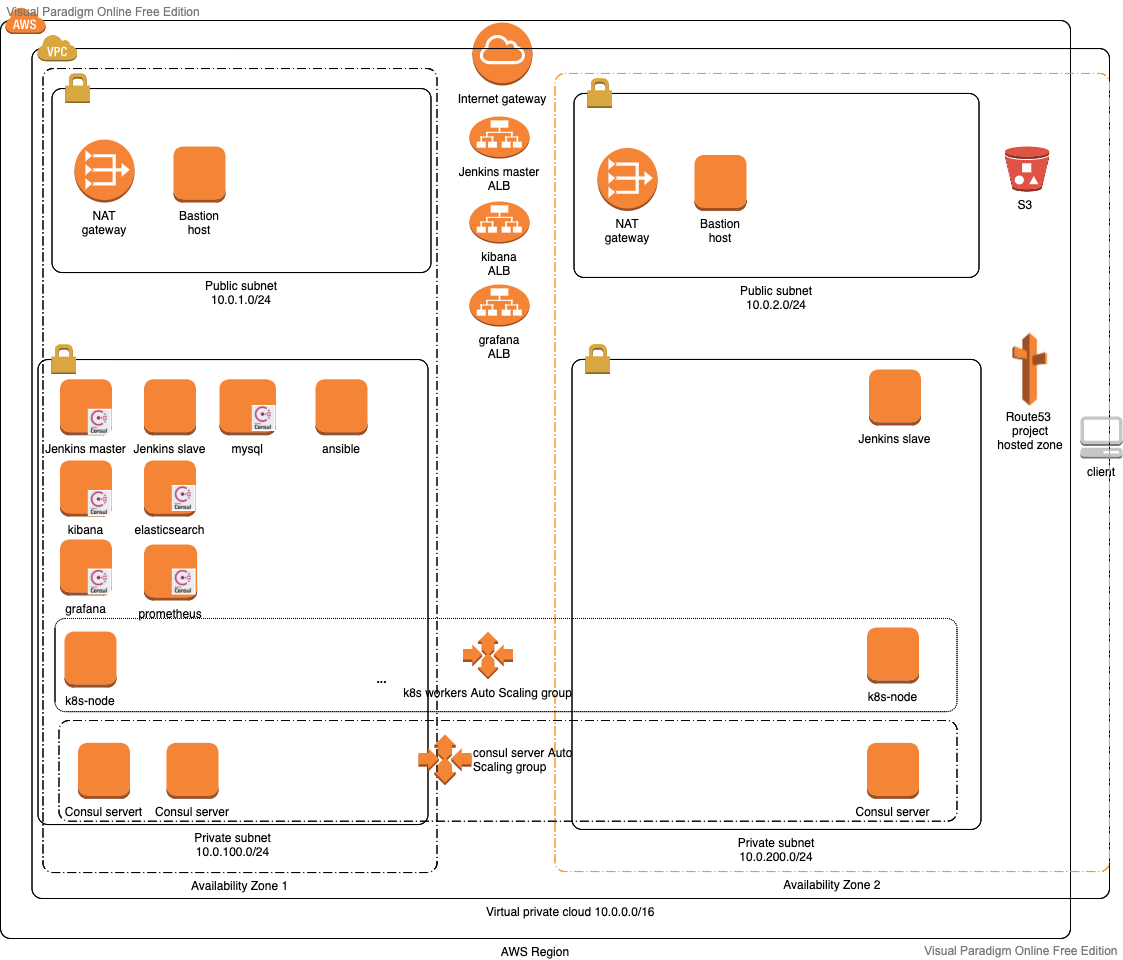 Visual Paradigm Online Free Edition
AWS
VPC
Internet gateway
Jenkins master
ALB
kibana
ALB
grafana
ALB
NAT
gateway
Bastion
host
Public subnet
10.0.1.0/24
NAT
gateway
Bastion
host
Public subnet
10.0.2.0/24
S3
Route53
project
hosted zone
client
Jenkins master
Consul
Jenkins slave
mysql
Consul
ansible
kibana
Consul
elasticsearch
Consul
grafana
Consul
prometheus
Consul
Jenkins slave
k8s-node
...
k8s workers Auto Scaling group
k8s-node
Consul servert
Consul server
consul server Auto
Scaling group
Consul server
Private subnet
10.0.100.0/24
Private subnet
10.0.200.0/24
Availability Zone 1
Availability Zone 2
Virtual private cloud 10.0.0.0/16
AWS Region
Visual Paradigm Online Free Edition